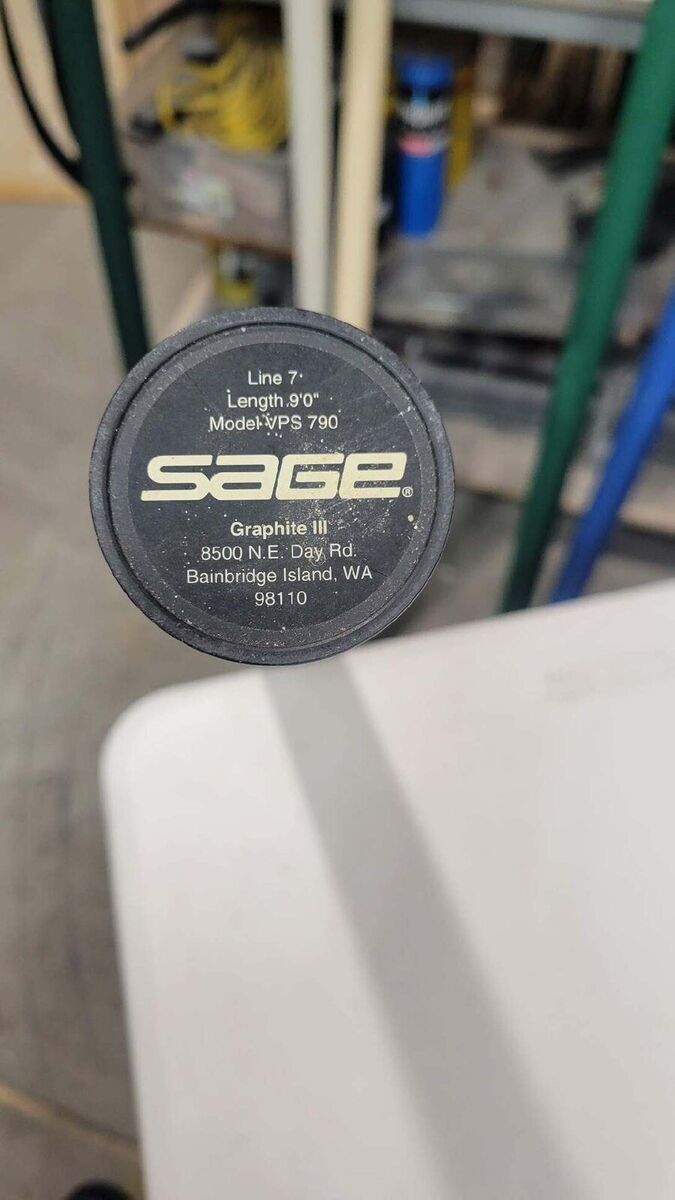 Line 7
Length 9'0"
Model VPS 790
SAGE®
Graphite III
8500 N.E. Day Rd.
Bainbridge Island, WA
98110